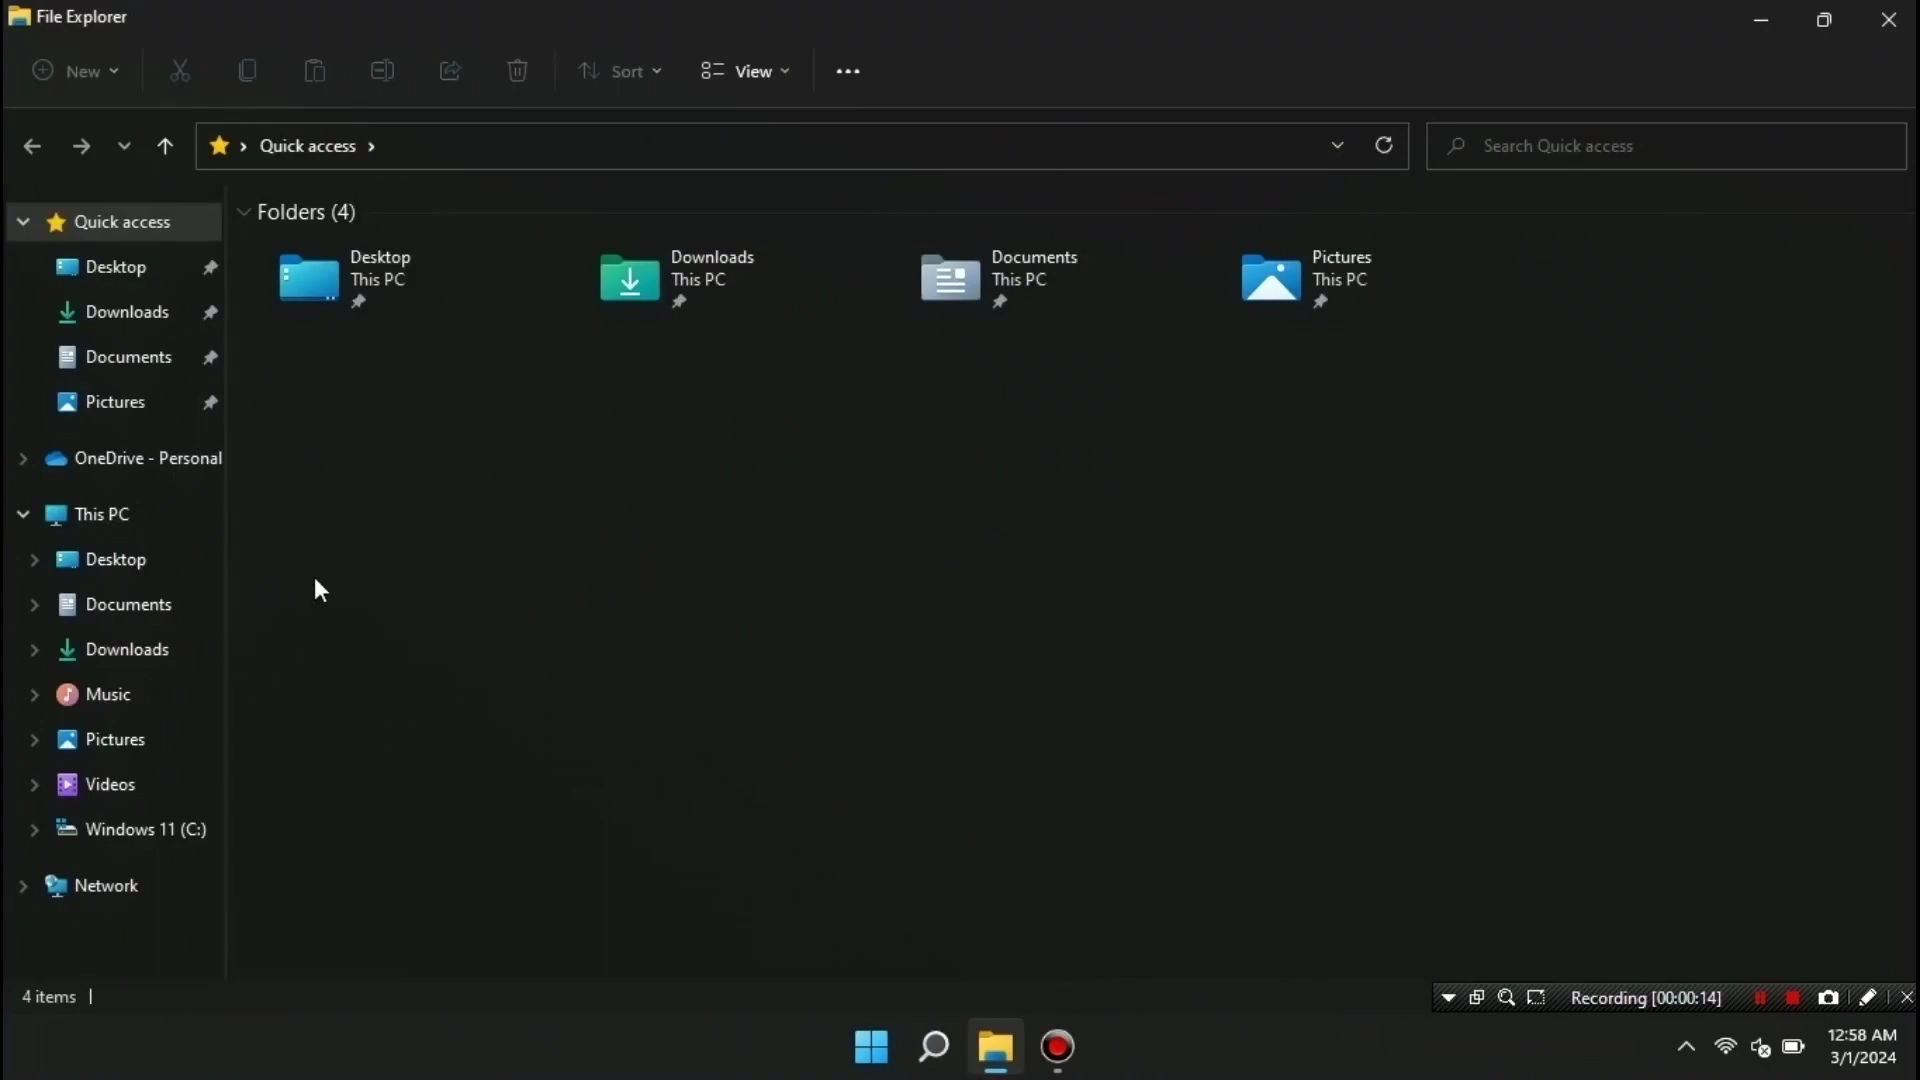 File Explorer
New
Sort
View
Quick access
Search Quick access
Quick access
Desktop
Downloads
Documents
Pictures
OneDrive - Personal
This PC
Desktop
Documents
Downloads
Music
Pictures
Videos
Windows 11 (C:)
Network
Folders (4)
Desktop
This PC
Downloads
This PC
Documents
This PC
Pictures
This PC
4 items
Recording [00:00:14]
12:58 AM
3/1/2024